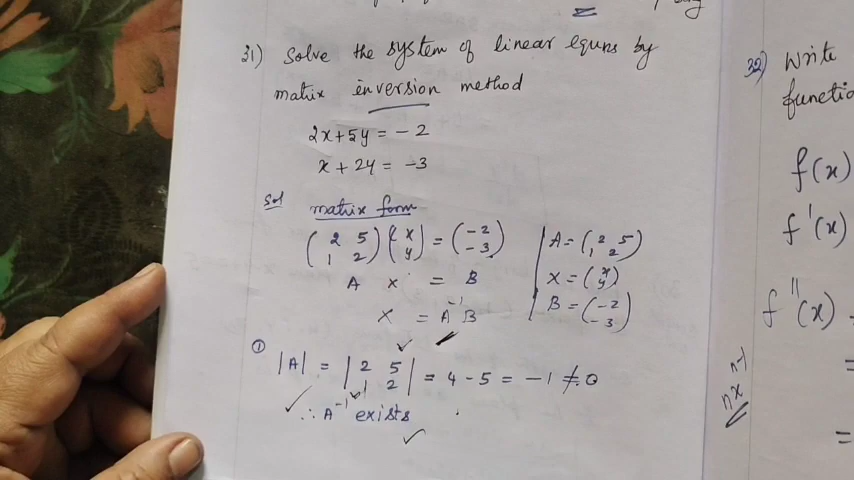 31) Solve the system of linear equns by
matrix inversion method
2x+5y = -2
x + 2y = -3
Sol matrix form
(2 5
1 2) (x
y) = (-2
-3)
A x = B
X = A⁻¹ B
A = (2 5
1 2)
X = (x
y)
B = (-2
-3)
① |A| = |2 5
1 2| = 4 - 5 = -1 ≠ 0
∴ A⁻¹ exists
32) Write
functio
f(x)
f'(x)
f''(x)
=
n x n-1
=